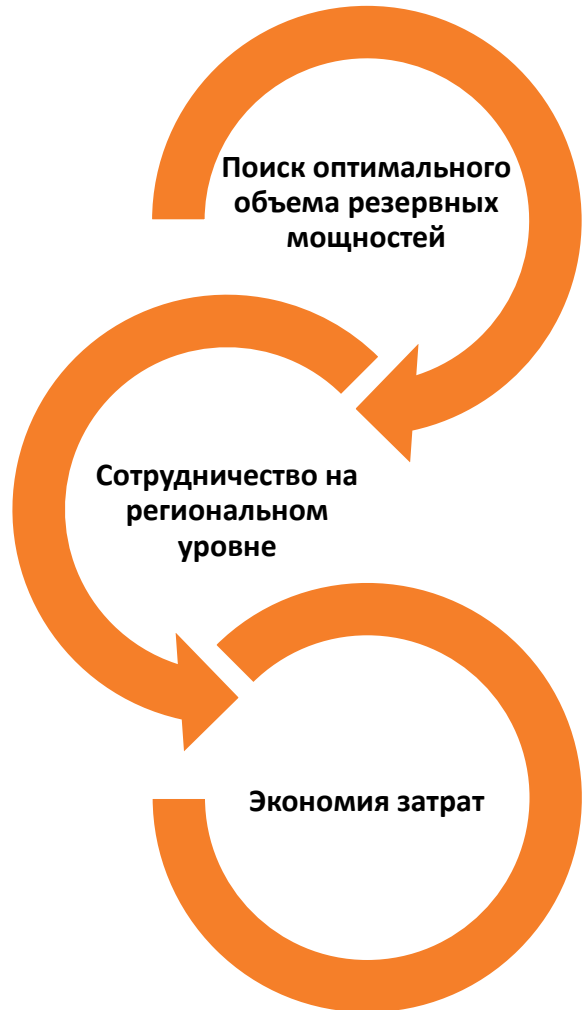 Поиск оптимального
объема резервных
мощностей
Сотрудничество на
региональном
уровне
Экономия затрат